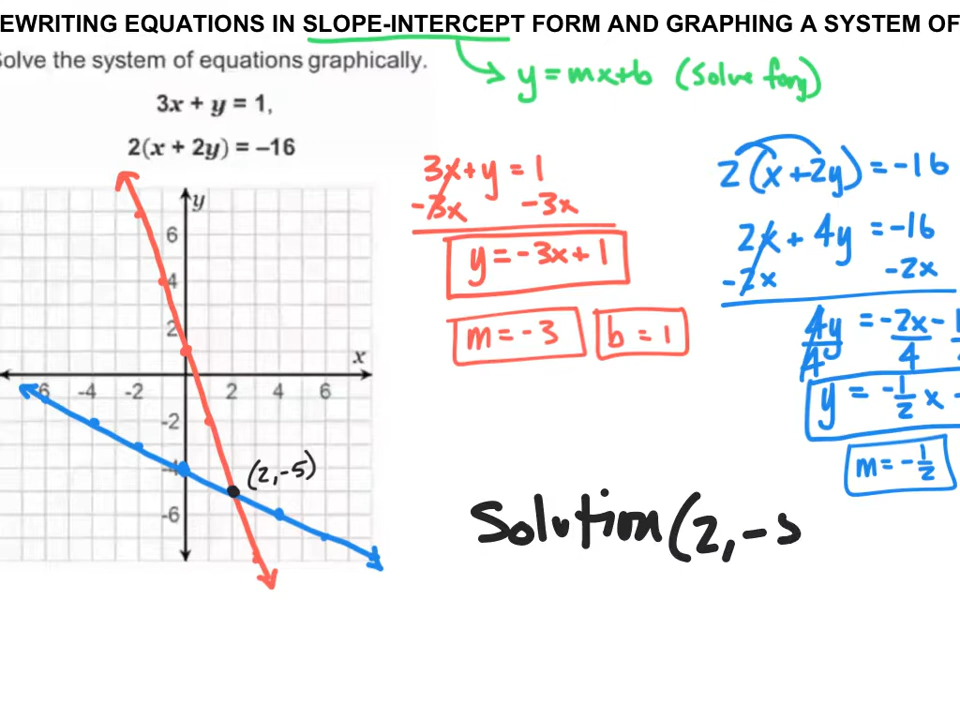 EWRITING EQUATIONS IN SLOPE-INTERCEPT FORM AND GRAPHING A SYSTEM OF
Solve the system of equations graphically.
y = mx+b (Solve for y)
3x + y = 1,
2(x + 2y) = –16
3x+y = 1
-3x -3x
y = -3x+1
m = -3
b = 1
2(x+2y) = -16
2x + 4y = -16
-2x -2x
4y = -2x - 1
4 4
y = -1/2 x -
m = -1/2
y
6
4
2
x
-6 -4 -2 2 4 6
-2
-4
-6
(2,-5)
Solution (2, -5